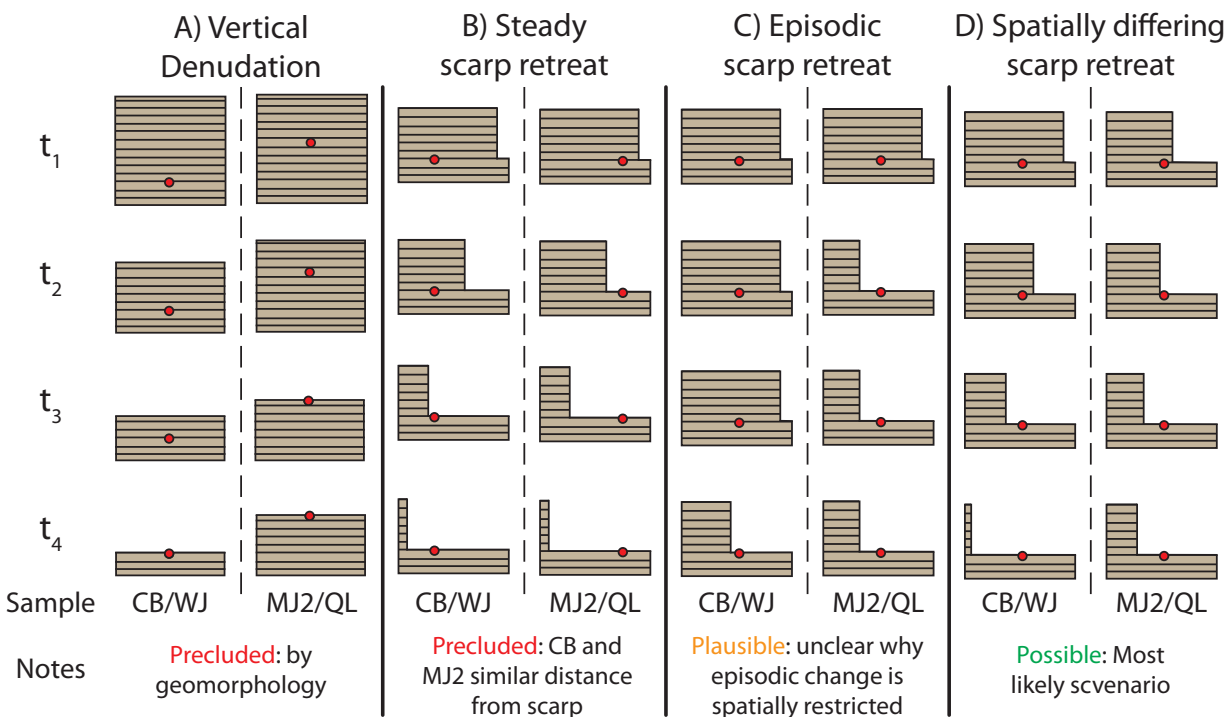 A) Vertical
Denudation
B) Steady
scarp retreat
C) Episodic
scarp retreat
D) Spatially differing
scarp retreat
t1
t2
t3
t4
Sample
CB/WJ
MJ2/QL
CB/WJ
MJ2/QL
CB/WJ
MJ2/QL
CB/WJ
MJ2/QL
Notes
Precluded: by
geomorphology
Precluded: CB and
MJ2 similar distance
from scarp
Plausible: unclear why
episodic change is
spatially restricted
Possible: Most
likely scvenario